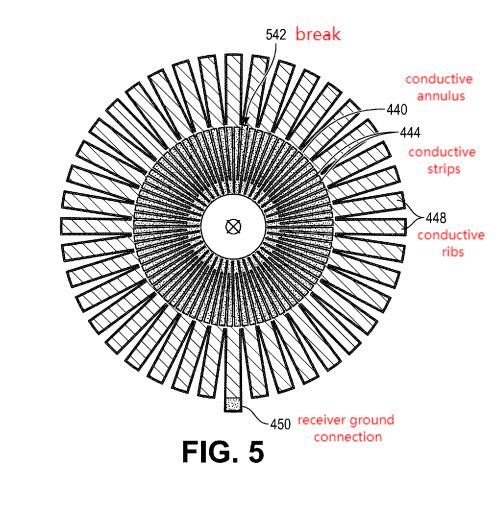 542 break
conductive
annulus
440
444
conductive
strips
448
conductive
ribs
450 receiver ground
connection
FIG. 5